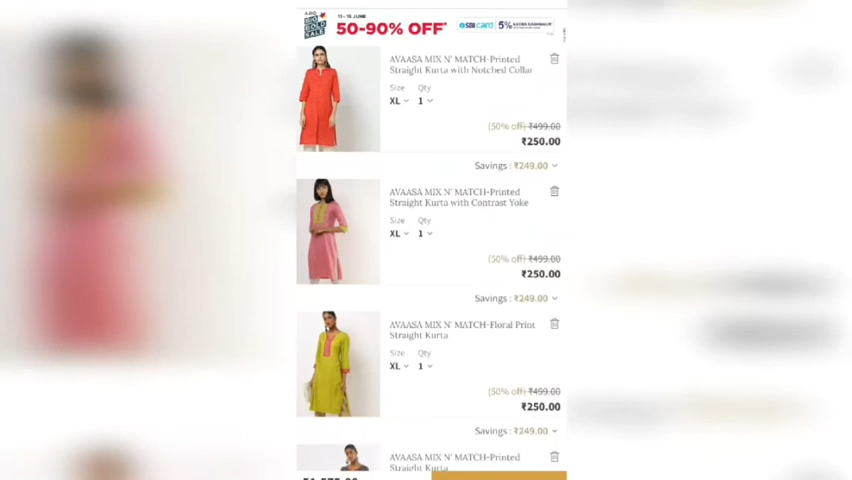 AJIO
BIG
BOLD
SALE
11 - 15 JUNE
50-90% OFF*
SBI card
AVAASA MIX N' MATCH-Printed
Straight Kurta with Notched Collar
Size Qty
XL 1
(50% off) ₹499.00
₹250.00
Savings : ₹249.00
AVAASA MIX N' MATCH-Printed
Straight Kurta with Contrast Yoke
Size Qty
XL 1
(50% off) ₹499.00
₹250.00
Savings : ₹249.00
AVAASA MIX N' MATCH-Floral Print
Straight Kurta
Size Qty
XL 1
(50% off) ₹499.00
₹250.00
Savings : ₹249.00
AVAASA MIX N' MATCH-Printed
Straight Kurta